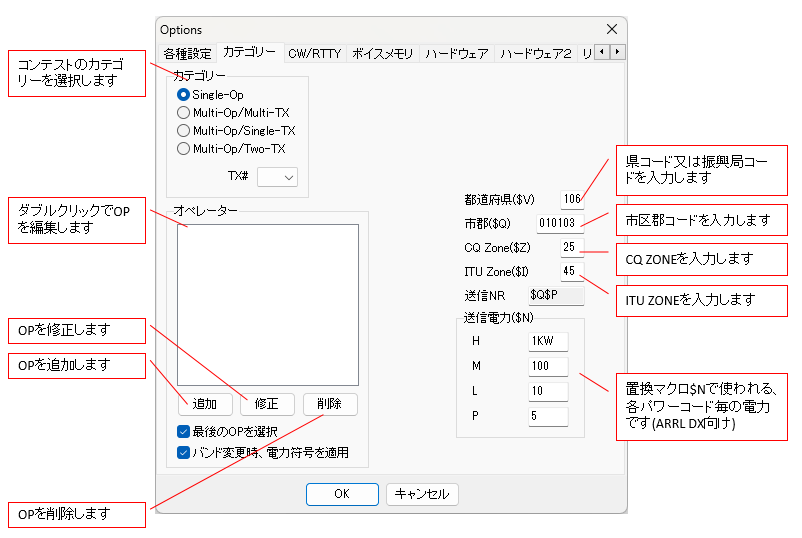 Options
各種設定 カテゴリー CW/RTTY ボイスメモリ ハードウェア ハードウェア2 リ
コンテストのカテゴ
リーを選択します
カテゴリー
Single-Op
Multi-Op/Multi-TX
Multi-Op/Single-TX
Multi-Op/Two-TX
TX#
ダブルクリックでOP
を編集します
オペレーター
OPを修正します
OPを追加します
追加 修正 削除
最後のOPを選択
バンド変更時、電力符号を適用
OPを削除します
都道府県($V) 106
市郡($Q) 010103
CQ Zone($Z) 25
ITU Zone($I) 45
送信NR $Q$P
送信電力($N)
H 1KW
M 100
L 10
P 5
県コード又は振興局コー
ドを入力します
市区郡コードを入力します
CQ ZONEを入力します
ITU ZONEを入力します
置換マクロ$Nで使われる、
各パワーコード毎の電力
です(ARRL DX向け)
OK キャンセル